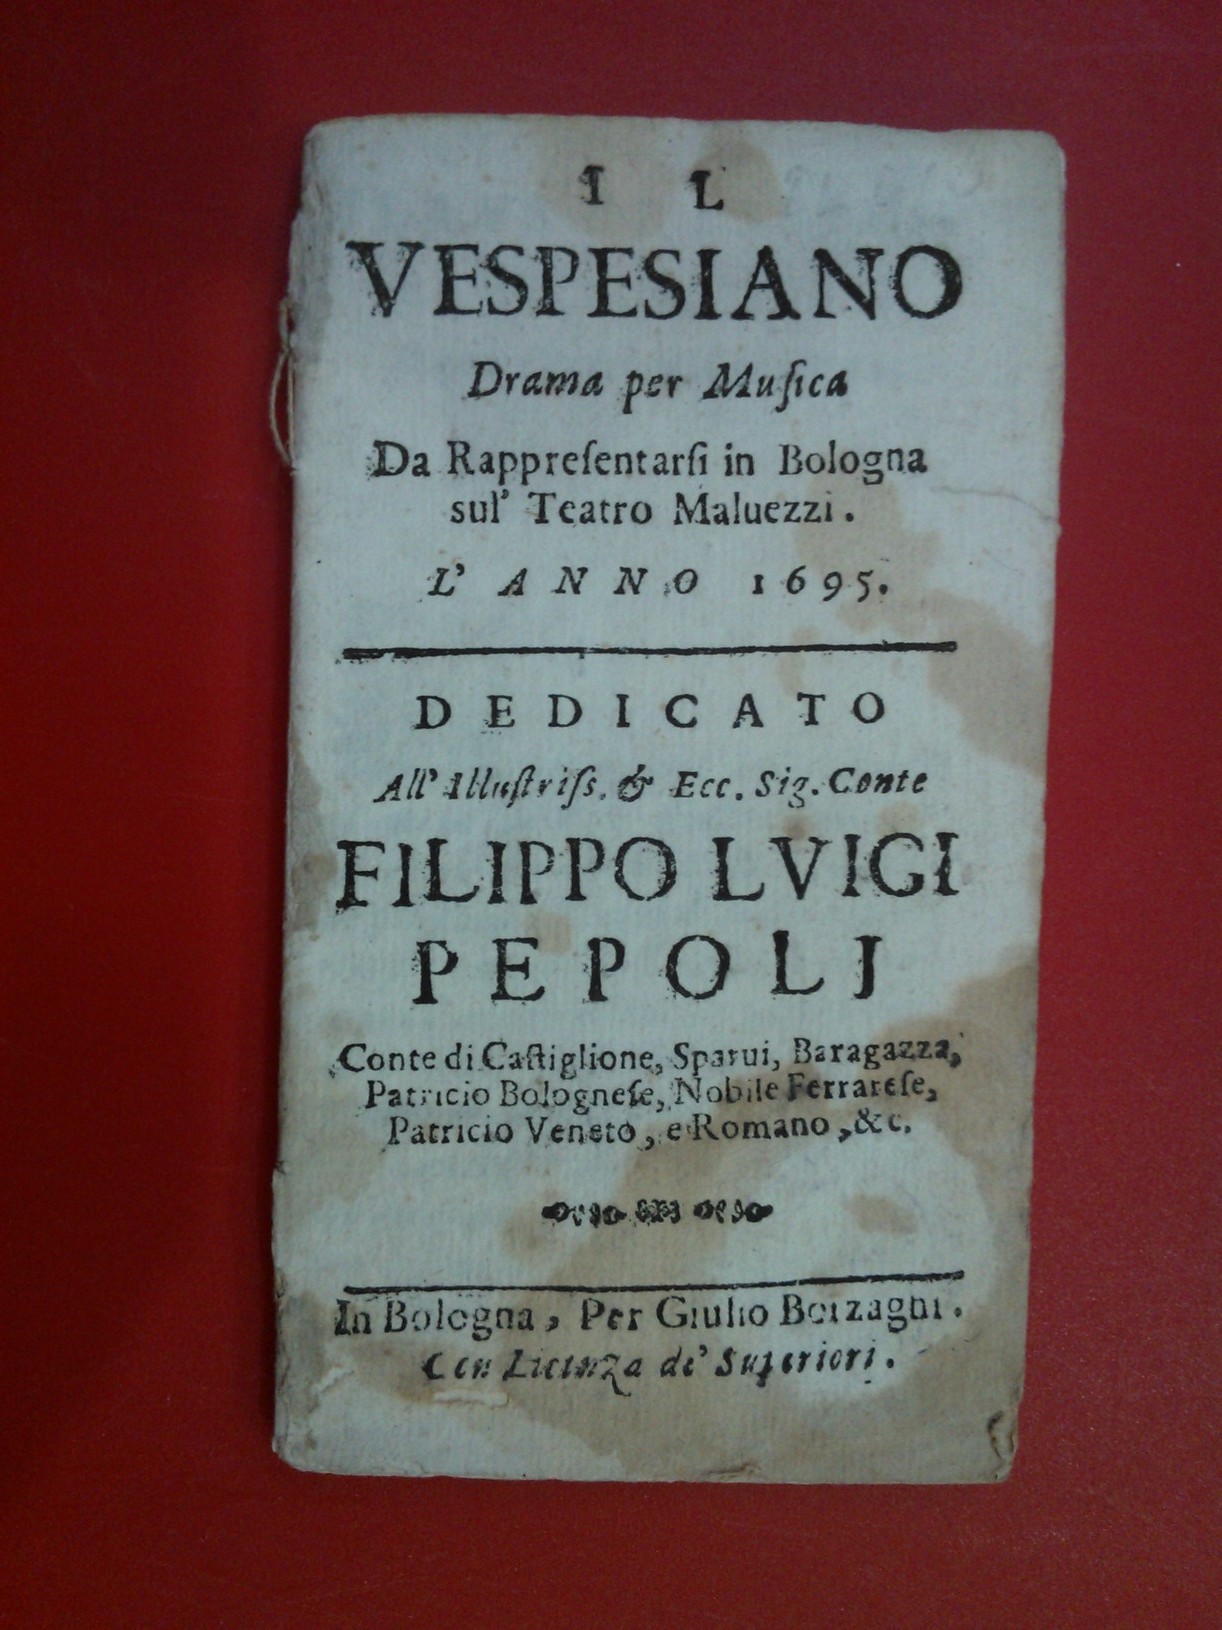 IL
VESPESIANO
Drama per Muſica
Da Rappreſentarſi in Bologna
sul' Teatro Maluezzi.
L' ANNO 1695.
DEDICATO
All' Illuſtriſs. & Ecc. Sig. Conte
FILIPPO LVIGI
PEPOLI
Conte di Caſtiglione, Sparui, Baragazza,
Patricio Bologneſe, Nobile Ferrareſe,
Patricio Veneto, e Romano, &c.
In Bologna, Per Giulio Borzaghi.
Con Licenza de' Superiori.